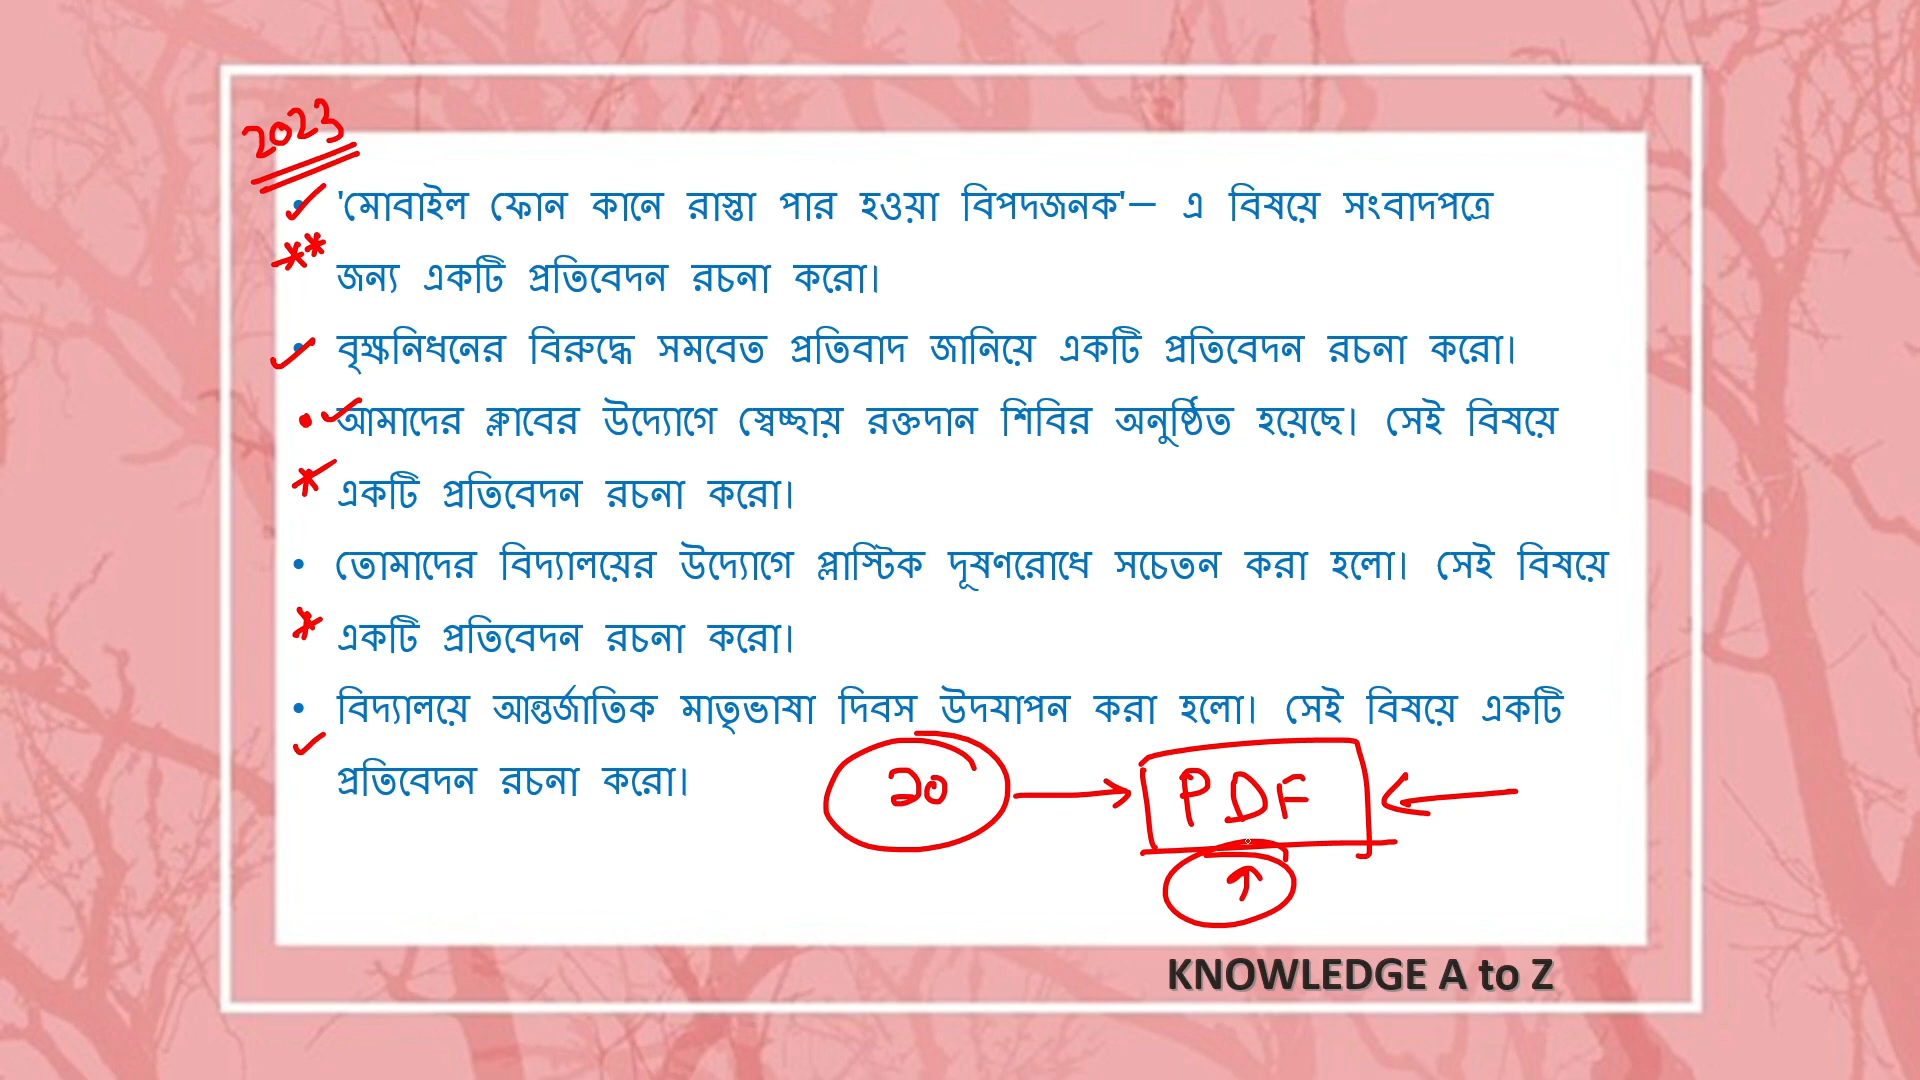 2023
• 'মোবাইল ফোন কানে রাস্তা পার হওয়া বিপদজনক'— এ বিষয়ে সংবাদপত্রে
জন্য একটি প্রতিবেদন রচনা করো।
• বৃক্ষনিধনের বিরুদ্ধে সমবেত প্রতিবাদ জানিয়ে একটি প্রতিবেদন রচনা করো।
• আমাদের ক্লাবের উদ্যোগে স্বেচ্ছায় রক্তদান শিবির অনুষ্ঠিত হয়েছে। সেই বিষয়ে
একটি প্রতিবেদন রচনা করো।
• তোমাদের বিদ্যালয়ের উদ্যোগে প্লাস্টিক দূষণরোধে সচেতন করা হলো। সেই বিষয়ে
একটি প্রতিবেদন রচনা করো।
• বিদ্যালয়ে আন্তর্জাতিক মাতৃভাষা দিবস উদযাপন করা হলো। সেই বিষয়ে একটি
প্রতিবেদন রচনা করো।
20 → PDF
KNOWLEDGE A to Z